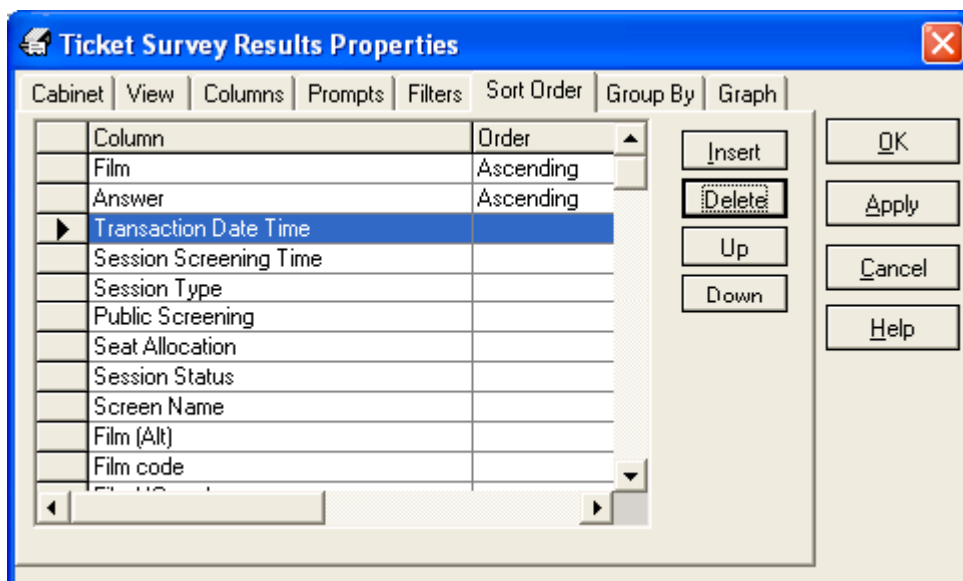 Ticket Survey Results Properties
Cabinet View Columns Prompts Filters Sort Order Group By Graph
Column Order
Film Ascending
Answer Ascending
Transaction Date Time
Session Screening Time
Session Type
Public Screening
Seat Allocation
Session Status
Screen Name
Film (Alt)
Film code
Insert
Delete
Up
Down
OK
Apply
Cancel
Help